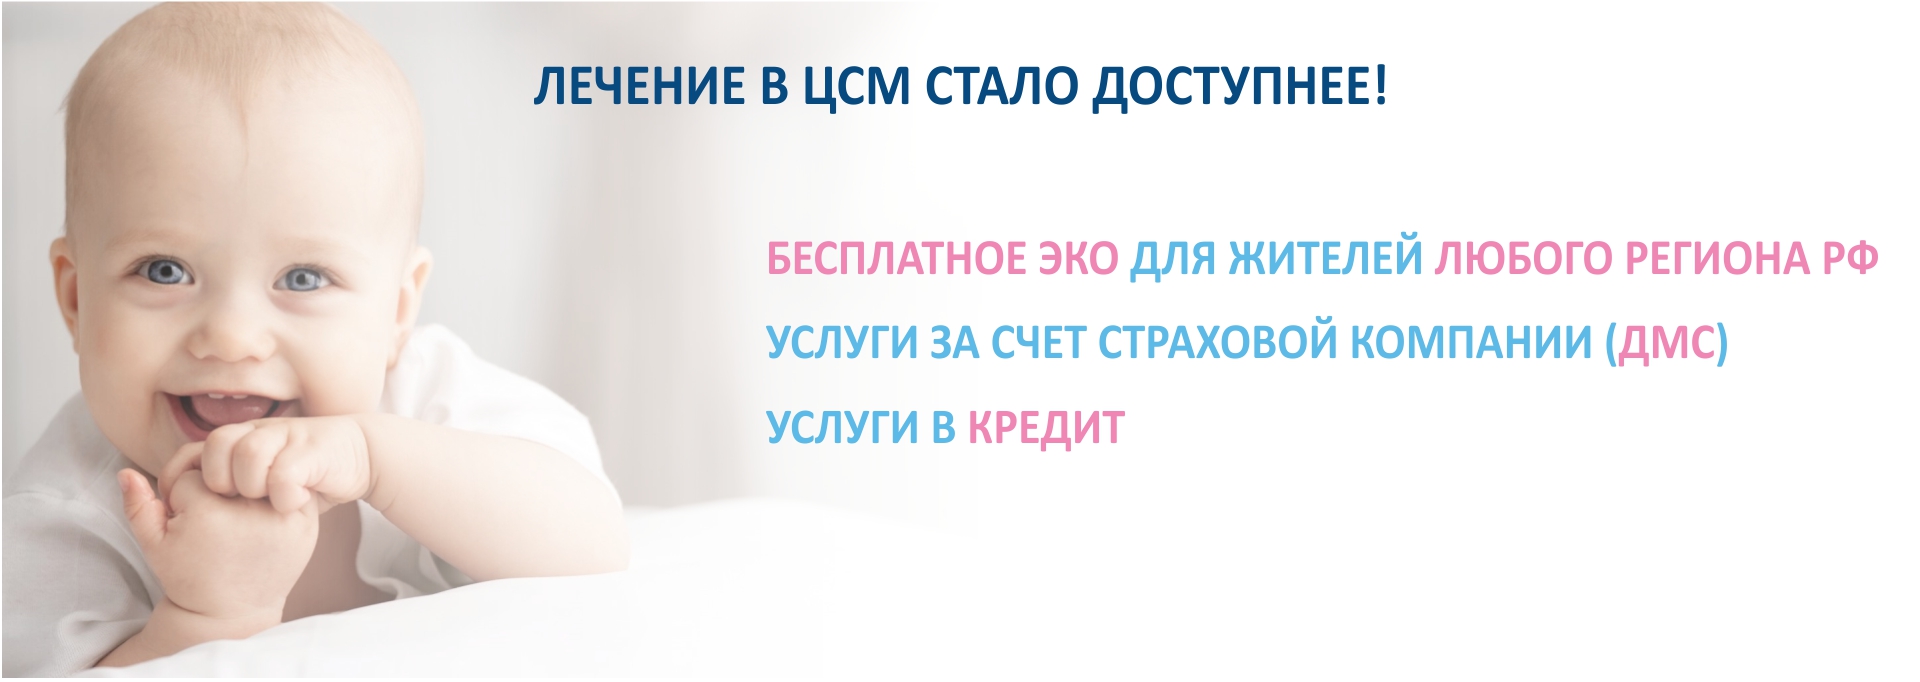 ЛЕЧЕНИЕ В ЦСМ СТАЛО ДОСТУПНЕЕ!
БЕСПЛАТНОЕ ЭКО ДЛЯ ЖИТЕЛЕЙ ЛЮБОГО РЕГИОНА РФ
УСЛУГИ ЗА СЧЕТ СТРАХОВОЙ КОМПАНИИ (ДМС)
УСЛУГИ В КРЕДИТ